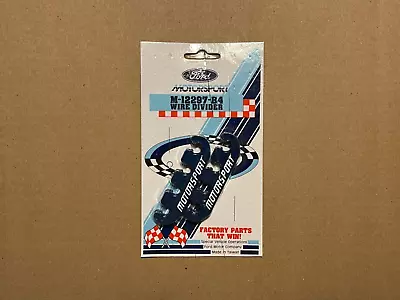 Ford
MOTORSPORT
M-12297-B4
WIRE DIVIDER
MOTORSPORT
MOTORSPORT
FACTORY PARTS
THAT WIN!
Special Vehicle Operations
Ford Motor Company
Made in Taiwan